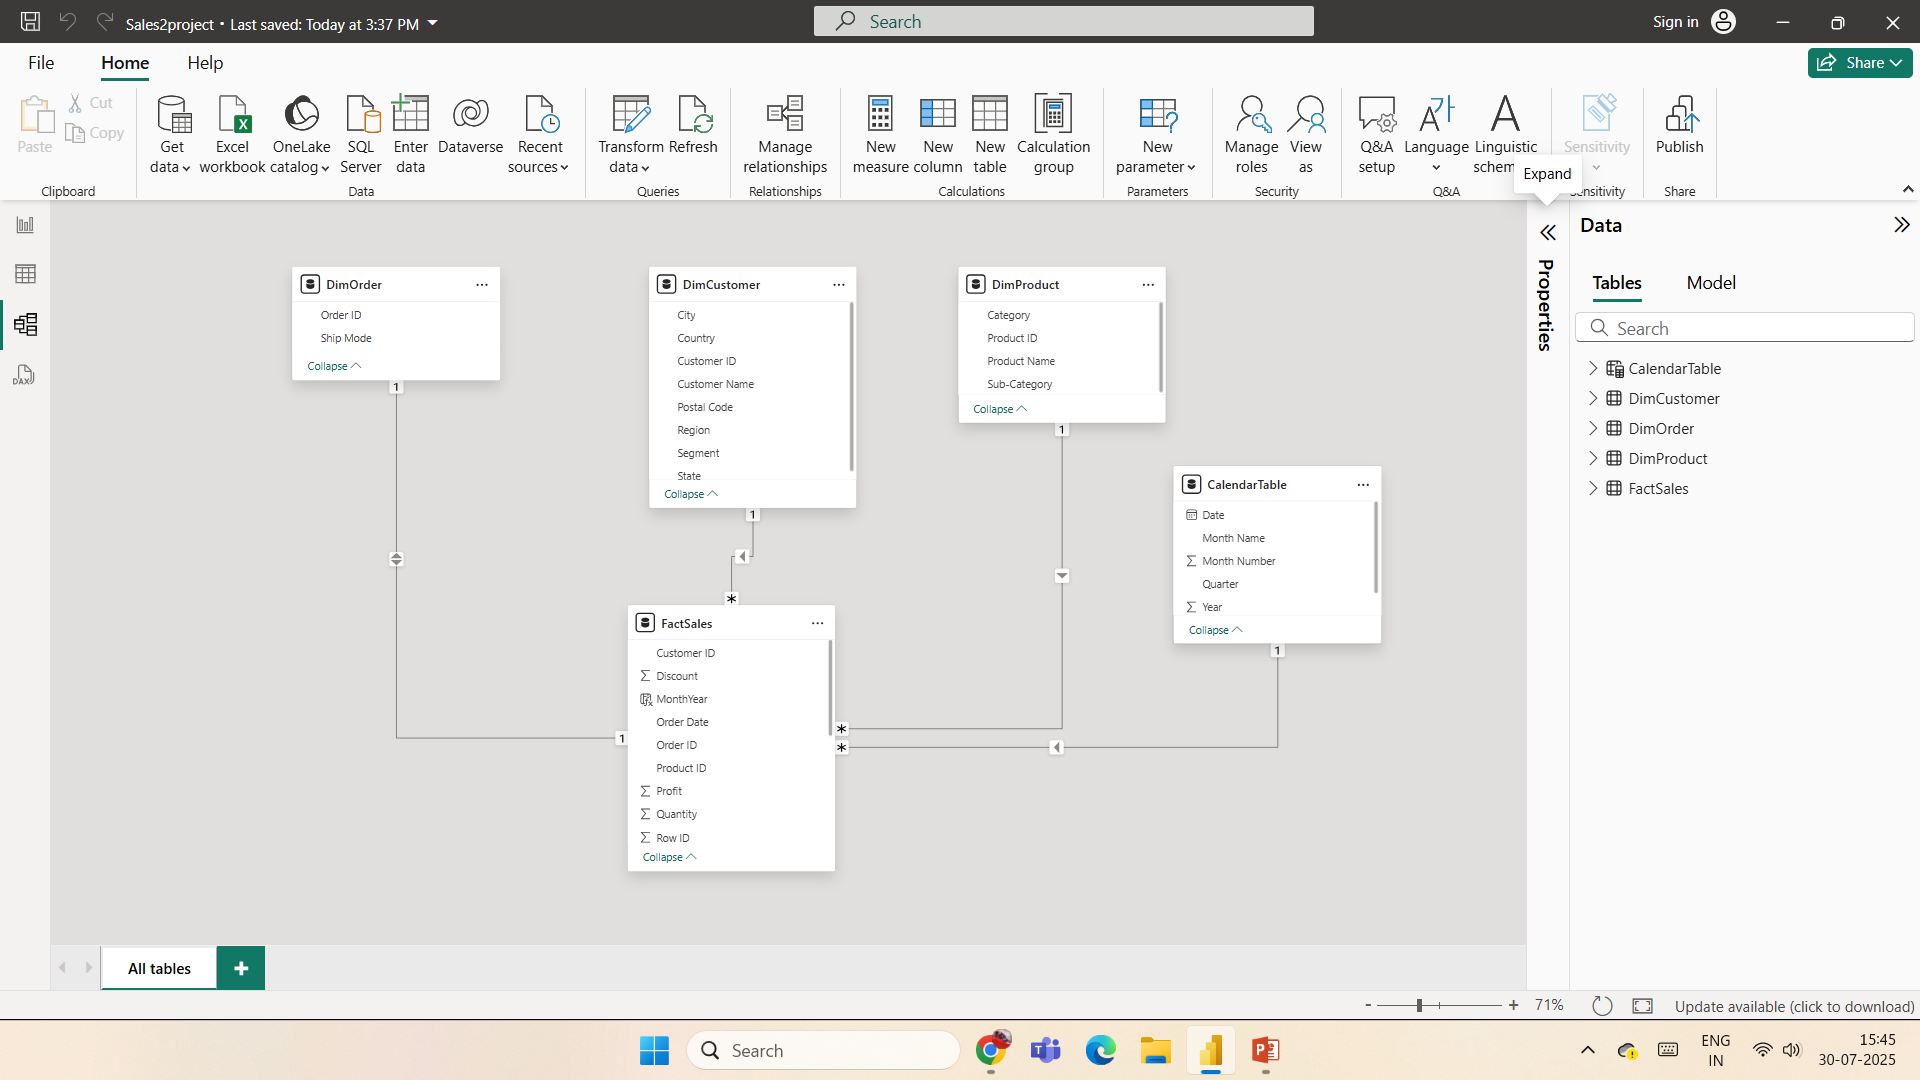 Sales2project • Last saved: Today at 3:37 PM
Search
Sign in
File
Home
Help
Share
Paste
Cut
Copy
Clipboard
Get data
Excel workbook
OneLake catalog
SQL Server
Enter data
Dataverse
Recent sources
Data
Transform data
Refresh
Queries
Manage relationships
Relationships
New measure
New column
New table
Calculation group
Calculations
New parameter
Parameters
Manage roles
View as
Security
Q&A setup
Language
Linguistic
Q&A
Sensitivity
Publish
Share
Expand
DAX
DimOrder
Order ID
Ship Mode
Collapse
1
DimCustomer
City
Country
Customer ID
Customer Name
Postal Code
Region
Segment
State
Collapse
1
*
DimProduct
Category
Product ID
Product Name
Sub-Category
Collapse
1
CalendarTable
Date
Month Name
Σ Month Number
Quarter
Σ Year
Collapse
1
FactSales
Customer ID
Σ Discount
MonthYear
Order Date
Order ID
Product ID
Σ Profit
Σ Quantity
Σ Row ID
Collapse
1
*
*
Properties
Data
Tables
Model
Search
CalendarTable
DimCustomer
DimOrder
DimProduct
FactSales
All tables
+
- + 71%
Update available (click to download)
Search
ENG
IN
15:45
30-07-2025